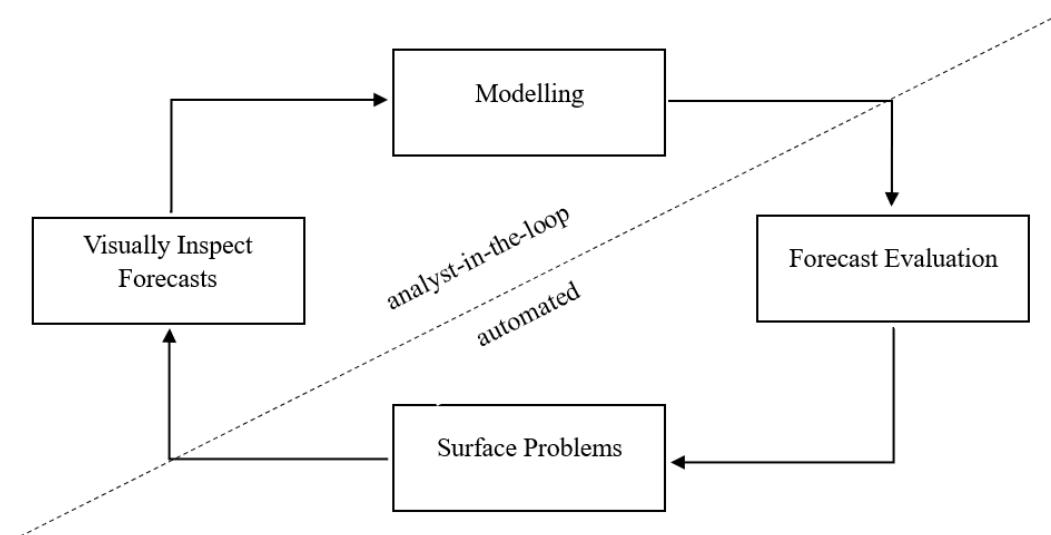 Modelling
Visually Inspect
Forecasts
Forecast Evaluation
analyst-in-the-loop
automated
Surface Problems